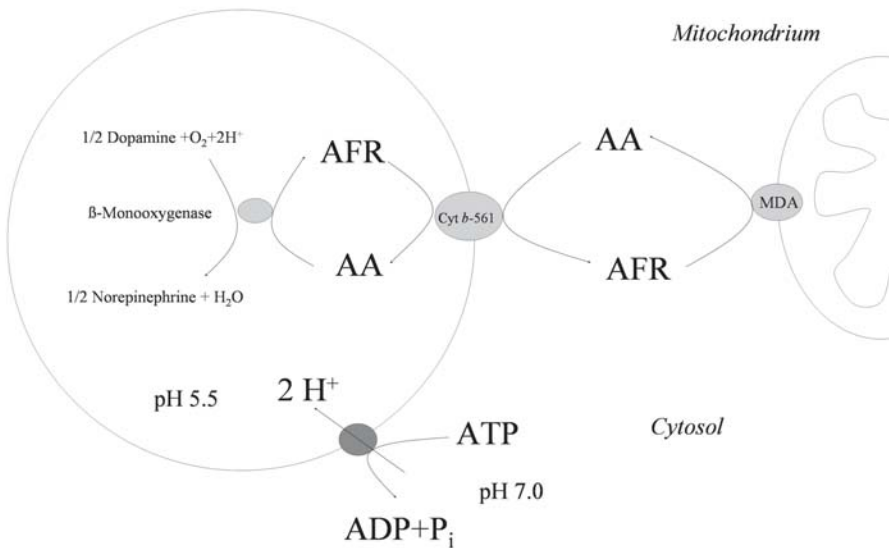 Mitochondrium
1/2 Dopamine +O₂+2H⁺
AFR
AA
ß-Monooxygenase
Cyt b-561
MDA
AA
AFR
1/2 Norepinephrine + H₂O
pH 5.5
2 H⁺
ATP
Cytosol
pH 7.0
ADP+Pᵢ